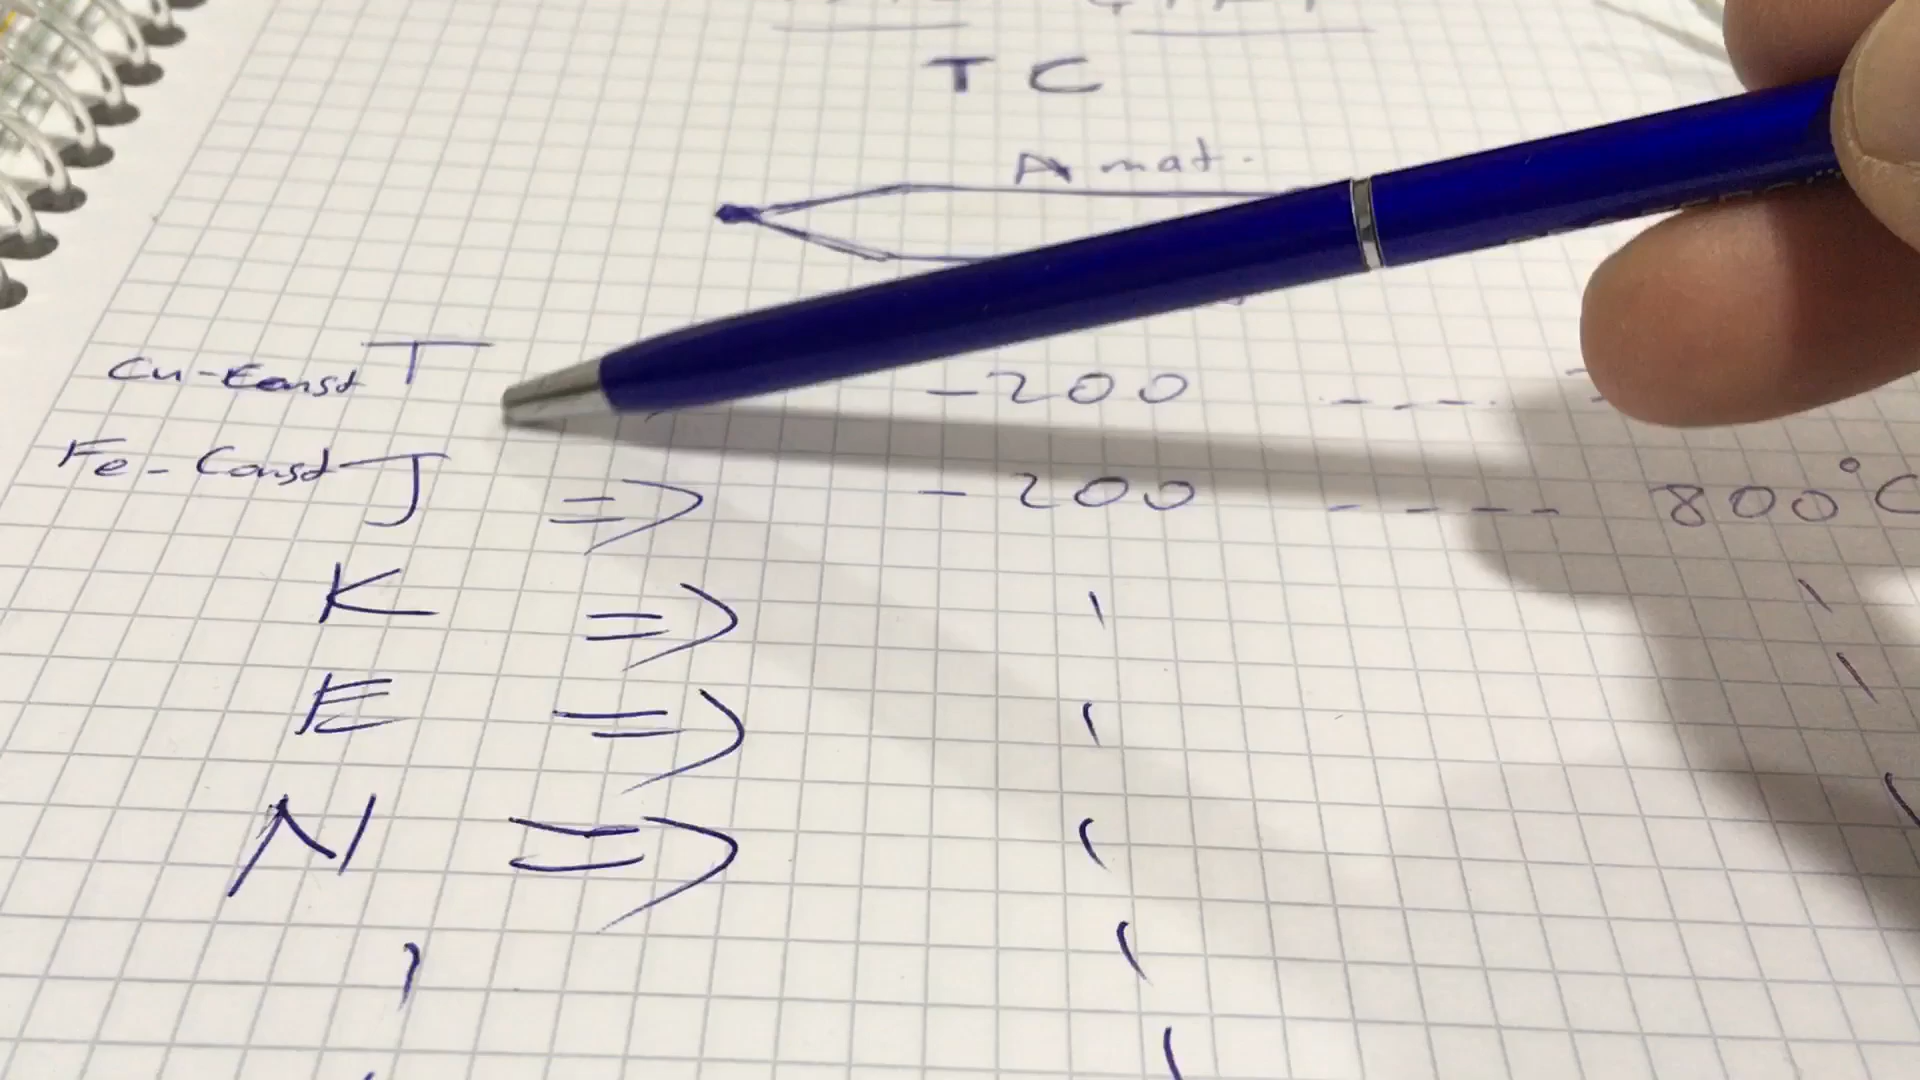 TC
A mat.
Cu-Const T -200 - - - -
Fe-Const J => -200 - - - - 800°C
K =>
E =>
N =>